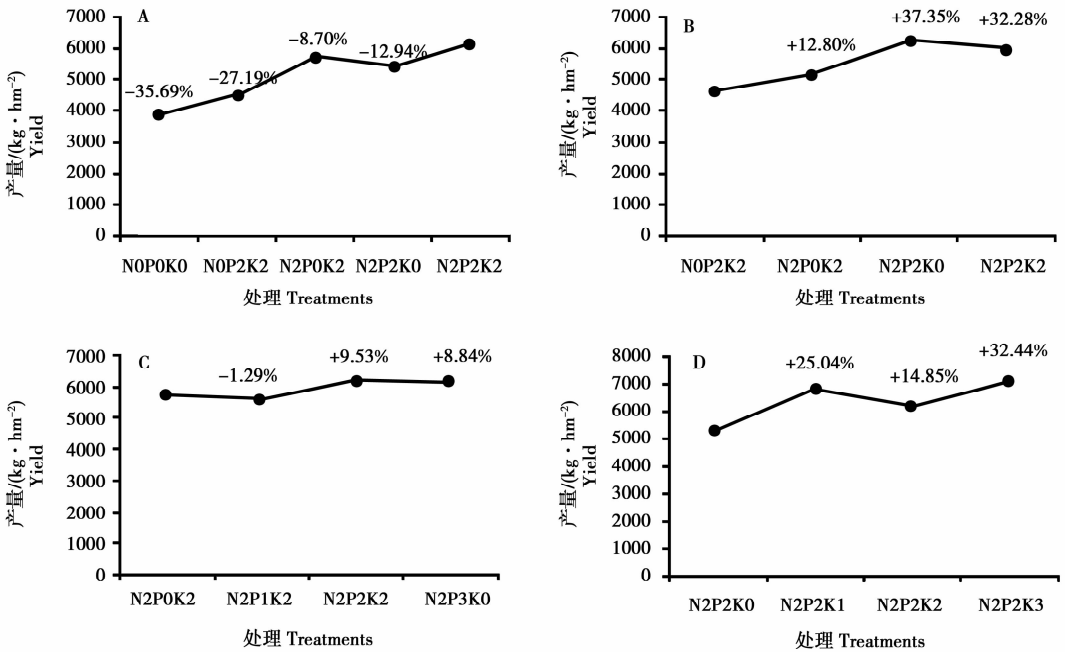 A
7000
6000
5000
4000
3000
2000
1000
0
产量/(kg·hm⁻²)
Yield
−35.69%
−27.19%
−8.70%
−12.94%
N0P0K0 N0P2K2 N2P0K2 N2P2K0 N2P2K2
处理 Treatments
B
7000
6000
5000
4000
3000
2000
1000
0
产量/(kg·hm⁻²)
Yield
+12.80%
+37.35%
+32.28%
N0P2K2 N2P0K2 N2P2K0 N2P2K2
处理 Treatments
C
7000
6000
5000
4000
3000
2000
1000
0
产量/(kg·hm⁻²)
Yield
−1.29%
+9.53%
+8.84%
N2P0K2 N2P1K2 N2P2K2 N2P3K0
处理 Treatments
D
8000
7000
6000
5000
4000
3000
2000
1000
0
产量/(kg·hm⁻²)
Yield
+25.04%
+14.85%
+32.44%
N2P2K0 N2P2K1 N2P2K2 N2P2K3
处理 Treatments